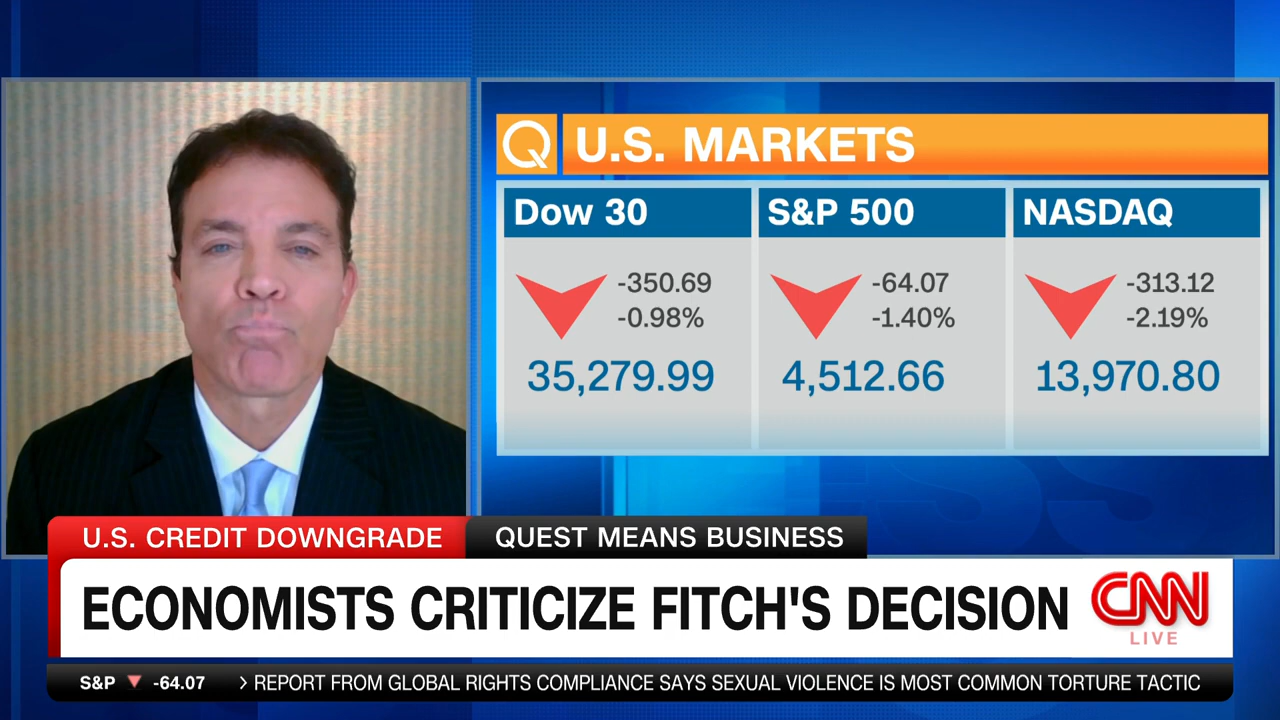 Q U.S. MARKETS
Dow 30 S&P 500 NASDAQ
-350.69 -64.07 -313.12
-0.98% -1.40% -2.19%
35,279.99 4,512.66 13,970.80
U.S. CREDIT DOWNGRADE QUEST MEANS BUSINESS
ECONOMISTS CRITICIZE FITCH'S DECISION
CNN
LIVE
S&P -64.07 > REPORT FROM GLOBAL RIGHTS COMPLIANCE SAYS SEXUAL VIOLENCE IS MOST COMMON TORTURE TACTIC